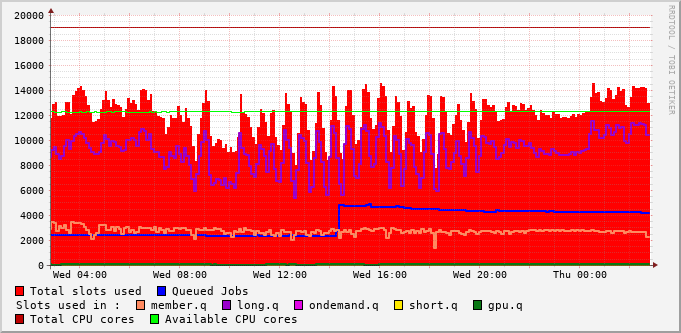 RRDTOOL / TOBI OETIKER
20000
18000
16000
14000
12000
10000
8000
6000
4000
2000
0
Wed 04:00 Wed 08:00 Wed 12:00 Wed 16:00 Wed 20:00 Thu 00:00
Total slots used Queued Jobs
Slots used in : member.q long.q ondemand.q short.q gpu.q
Total CPU cores Available CPU cores